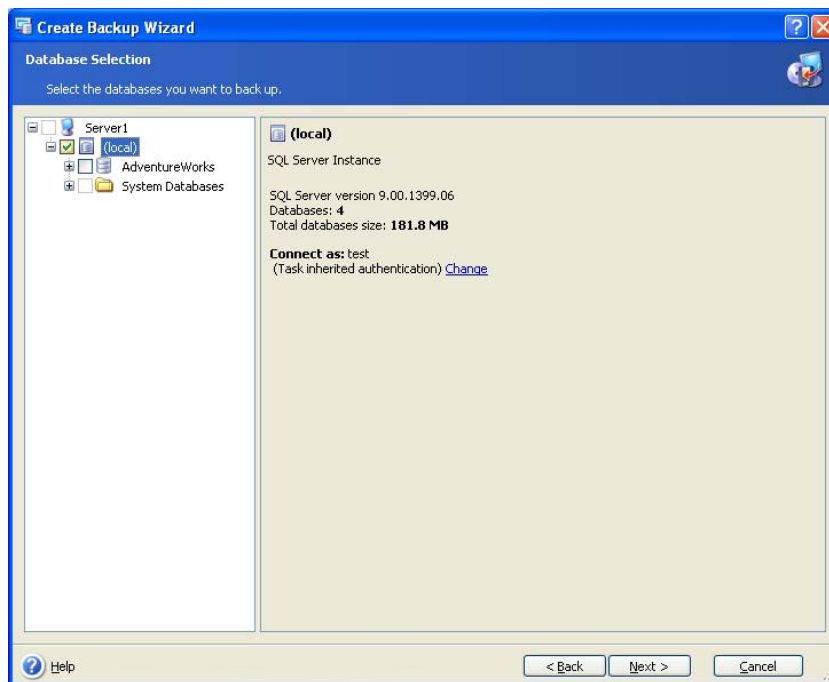 Create Backup Wizard
Database Selection
Select the databases you want to back up.
Server1
(local)
AdventureWorks
System Databases
(local)
SQL Server Instance
SQL Server version 9.00.1399.06
Databases: 4
Total databases size: 181.8 MB
Connect as: test
(Task inherited authentication) Change
Help
< Back
Next >
Cancel